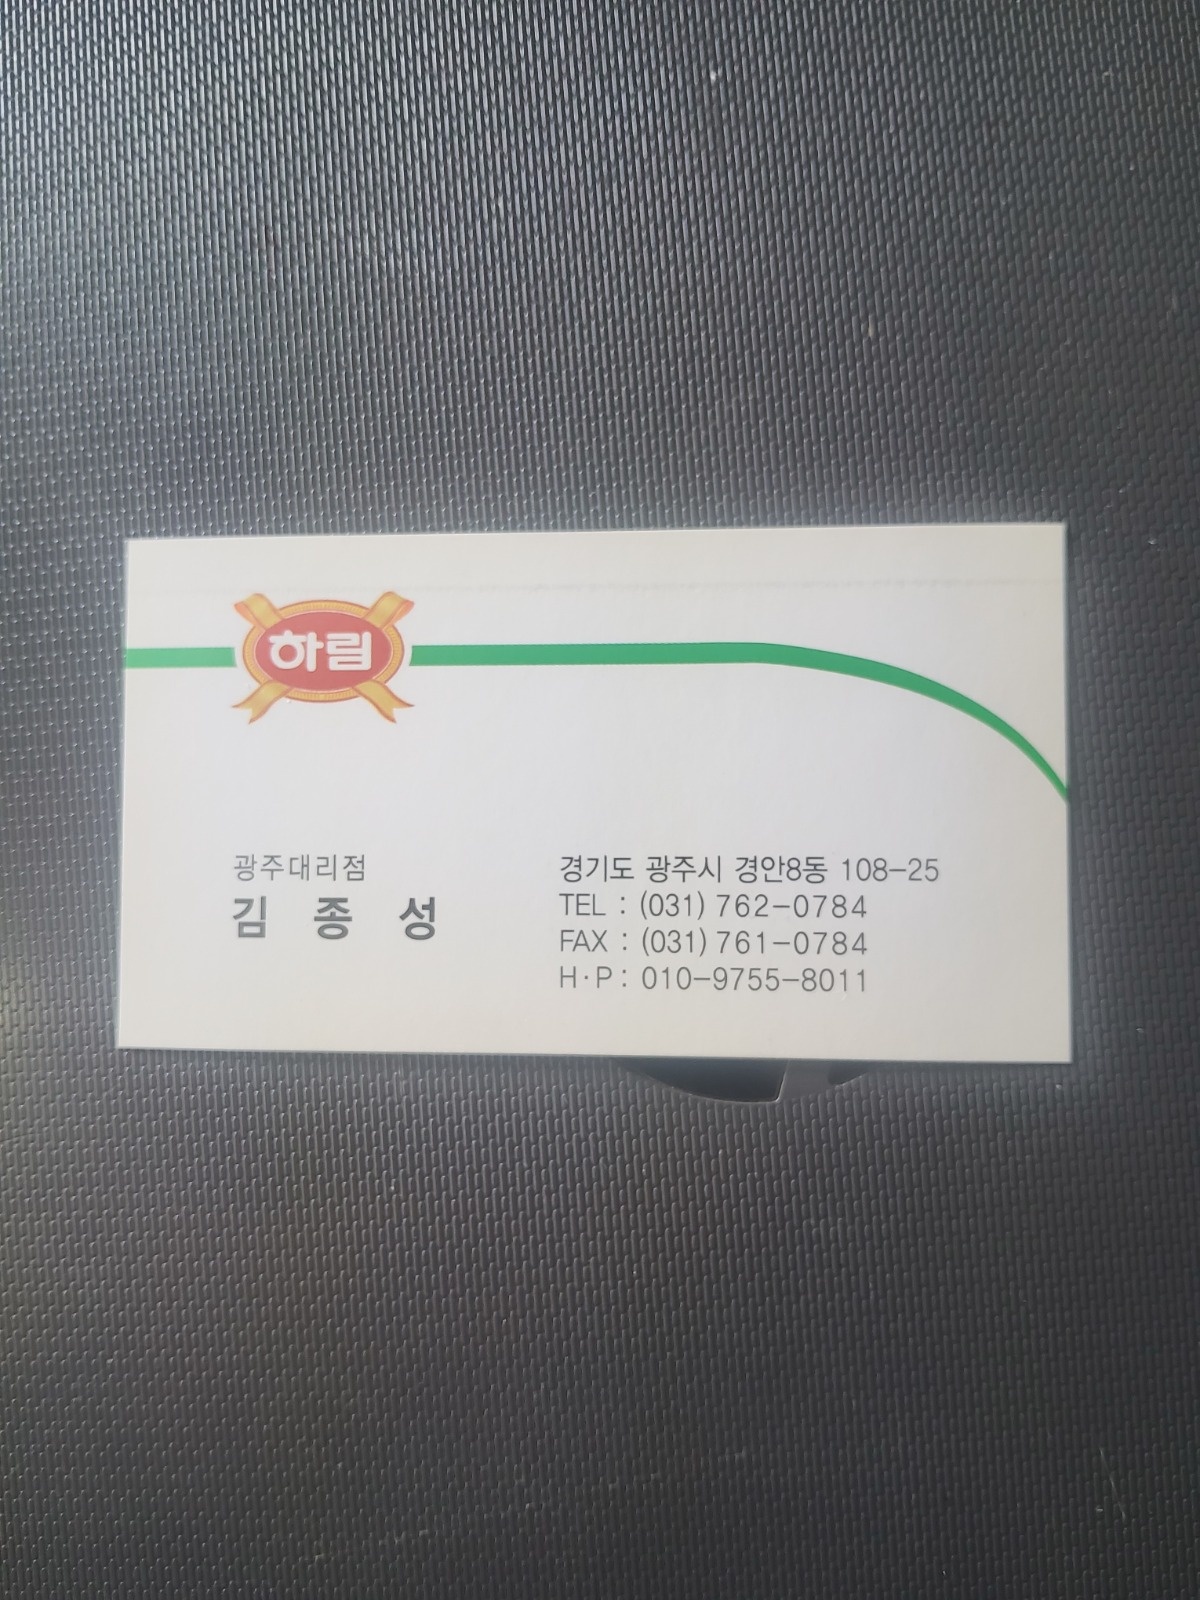 하림
광주대리점
김 종 성
경기도 광주시 경안8동 108-25
TEL : (031) 762-0784
FAX : (031) 761-0784
H·P : 010-9755-8011